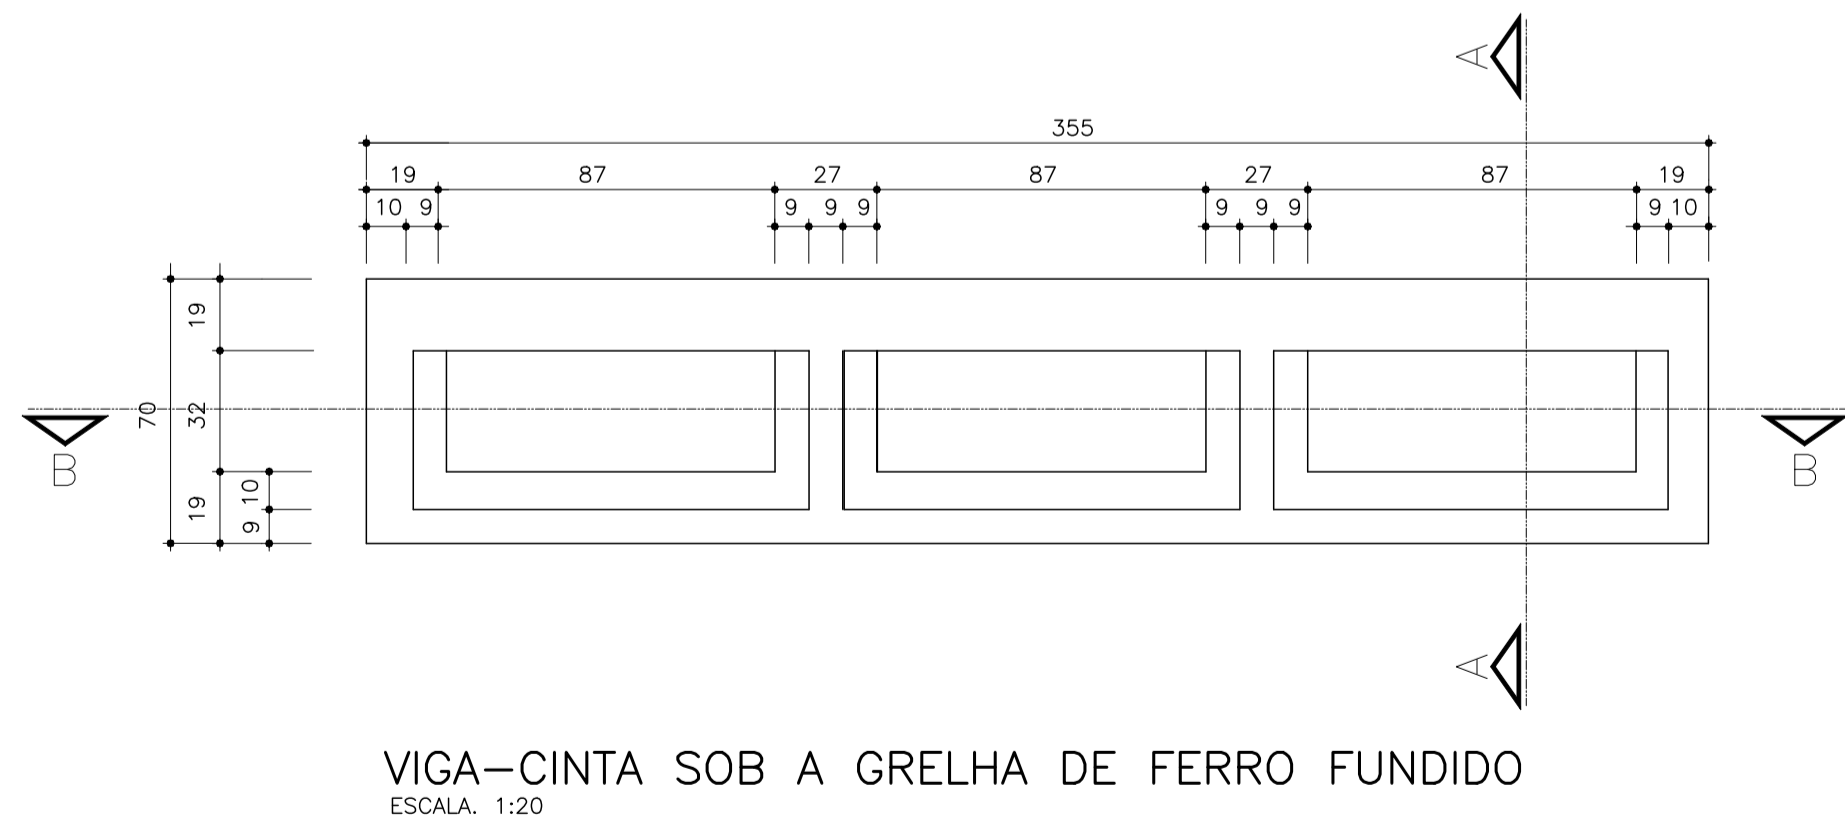 A
355
19 87 27 87 27 87 19
10 9 9 9 9 9 9 9 9 10
19
70 32
B B
19 10
9
A
VIGA-CINTA SOB A GRELHA DE FERRO FUNDIDO
ESCALA. 1:20